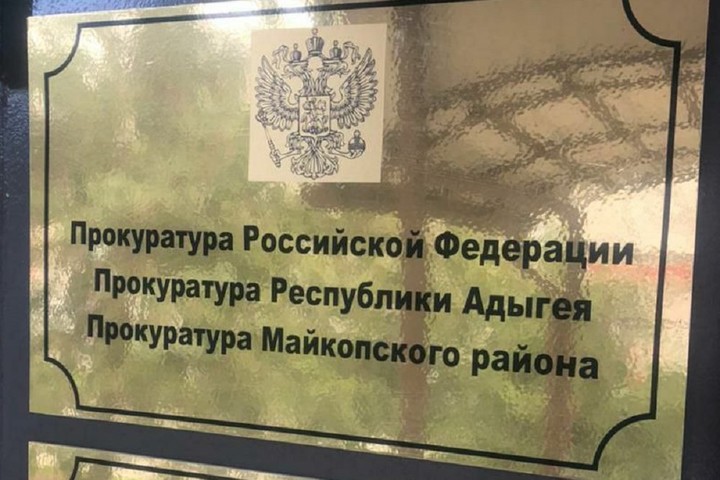 Прокуратура Российской Федерации
Прокуратура Республики Адыгея
Прокуратура Майкопского района